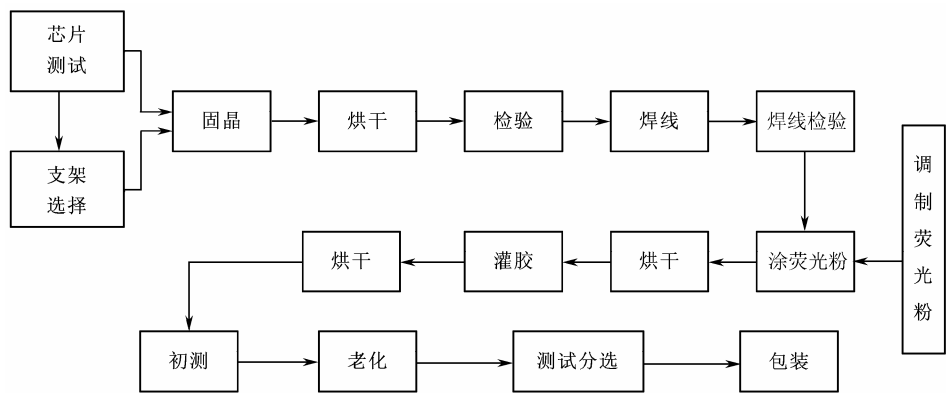 芯片
测试
支架
选择
固晶
烘干
检验
焊线
焊线检验
调制荧光粉
涂荧光粉
烘干
灌胶
烘干
初测
老化
测试分选
包装